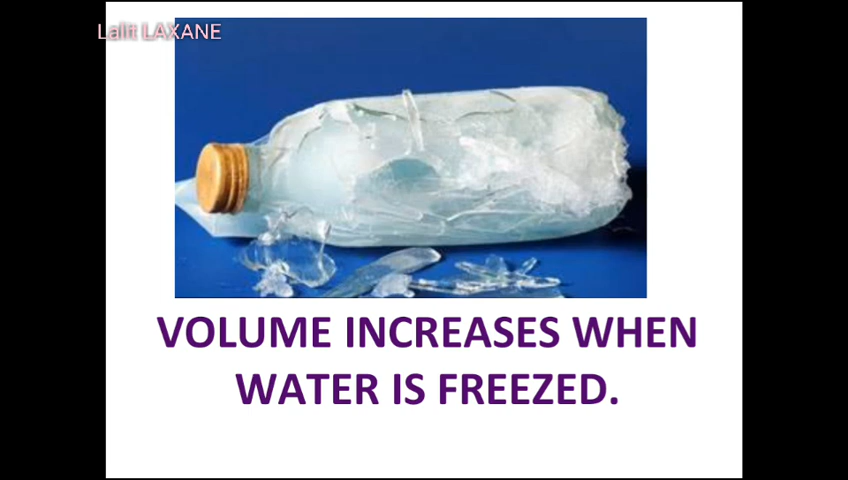 Lalit LAXANE
VOLUME INCREASES WHEN
WATER IS FREEZED.